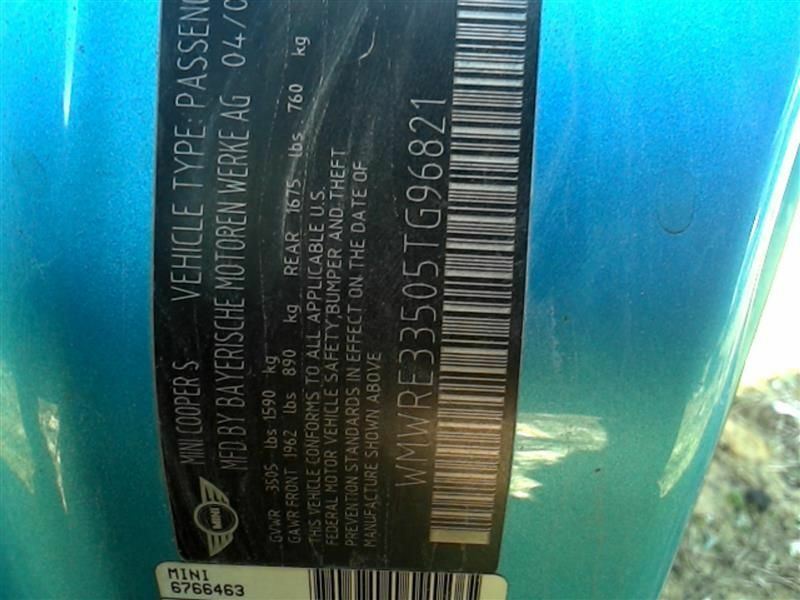 MINI COOPER S VEHICLE TYPE: PASSENG
MFD BY BAYERISCHE MOTOREN WERKE AG 04/0
GVWR 3505 lbs 1590 kg
GAWR FRONT 1962 lbs 890 kg REAR 1675 lbs 760 kg
THIS VEHICLE CONFORMS TO ALL APPLICABLE U.S.
FEDERAL MOTOR VEHICLE SAFETY,BUMPER AND THEFT
PREVENTION STANDARDS IN EFFECT ON THE DATE OF
MANUFACTURE SHOWN ABOVE
WMWRE33505TG96821
MINI
MINI
6766463